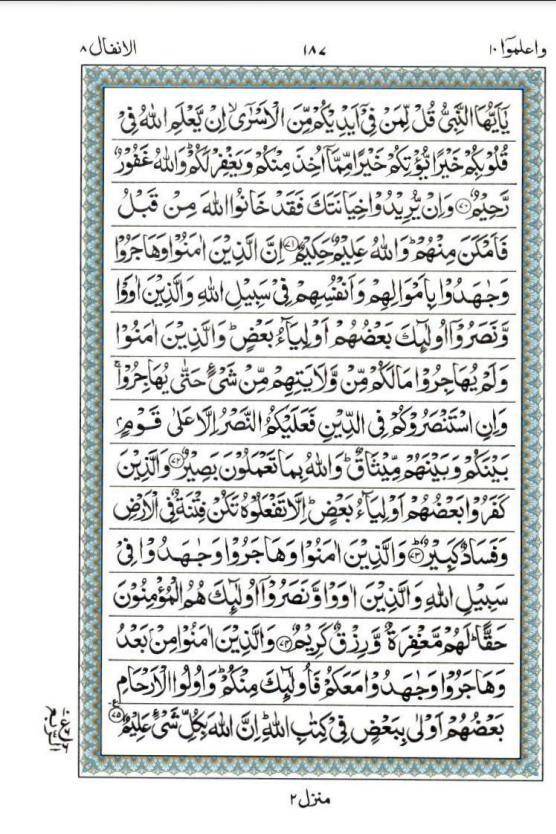 واعلموٓا ١٠
١٨٧
الانفال ٨
يٰٓاَيُّهَا النَّبِيُّ قُلْ لِّمَنْ فِيْٓ اَيْدِيْكُمْ مِّنَ الْاَسْرٰٓى ۙ اِنْ يَّعْلَمِ اللّٰهُ فِيْ
قُلُوْبِكُمْ خَيْرًا يُّؤْتِكُمْ خَيْرًا مِّمَّآ اُخِذَ مِنْكُمْ وَيَغْفِرْ لَكُمْ ؕ وَاللّٰهُ غَفُوْرٌ
رَّحِيْمٌ ﴿٧٠﴾ وَاِنْ يُّرِيْدُوْا خِيَانَتَكَ فَقَدْ خَانُوا اللّٰهَ مِنْ قَبْلُ
فَاَمْكَنَ مِنْهُمْ ؕ وَاللّٰهُ عَلِيْمٌ حَكِيْمٌ ﴿٧١﴾ اِنَّ الَّذِيْنَ اٰمَنُوْا وَهَاجَرُوْا
وَجٰهَدُوْا بِاَمْوَالِهِمْ وَاَنْفُسِهِمْ فِيْ سَبِيْلِ اللّٰهِ وَالَّذِيْنَ اٰوَوْا
وَّنَصَرُوْٓا اُولٰٓئِكَ بَعْضُهُمْ اَوْلِيَآءُ بَعْضٍ ؕ وَالَّذِيْنَ اٰمَنُوْا
وَلَمْ يُهَاجِرُوْا مَا لَكُمْ مِّنْ وَّلَايَتِهِمْ مِّنْ شَيْءٍ حَتّٰى يُهَاجِرُوْا ۚ
وَاِنِ اسْتَنْصَرُوْكُمْ فِي الدِّيْنِ فَعَلَيْكُمُ النَّصْرُ اِلَّا عَلٰى قَوْمٍۭ
بَيْنَكُمْ وَبَيْنَهُمْ مِّيْثَاقٌ ؕ وَاللّٰهُ بِمَا تَعْمَلُوْنَ بَصِيْرٌ ﴿٧٢﴾ وَالَّذِيْنَ
كَفَرُوْا بَعْضُهُمْ اَوْلِيَآءُ بَعْضٍ ؕ اِلَّا تَفْعَلُوْهُ تَكُنْ فِتْنَةٌ فِي الْاَرْضِ
وَفَسَادٌ كَبِيْرٌ ؕ ﴿٧٣﴾ وَالَّذِيْنَ اٰمَنُوْا وَهَاجَرُوْا وَجٰهَدُوْا فِيْ
سَبِيْلِ اللّٰهِ وَالَّذِيْنَ اٰوَوْا وَّنَصَرُوْٓا اُولٰٓئِكَ هُمُ الْمُؤْمِنُوْنَ
حَقًّا ؕ لَهُمْ مَّغْفِرَةٌ وَّرِزْقٌ كَرِيْمٌ ﴿٧٤﴾ وَالَّذِيْنَ اٰمَنُوْا مِنْۢ بَعْدُ
وَهَاجَرُوْا وَجٰهَدُوْا مَعَكُمْ فَاُولٰٓئِكَ مِنْكُمْ ؕ وَاُولُوا الْاَرْحَامِ
بَعْضُهُمْ اَوْلٰى بِبَعْضٍ فِيْ كِتٰبِ اللّٰهِ ؕ اِنَّ اللّٰهَ بِكُلِّ شَيْءٍ عَلِيْمٌ ﴿٧٥﴾
منزل ٢